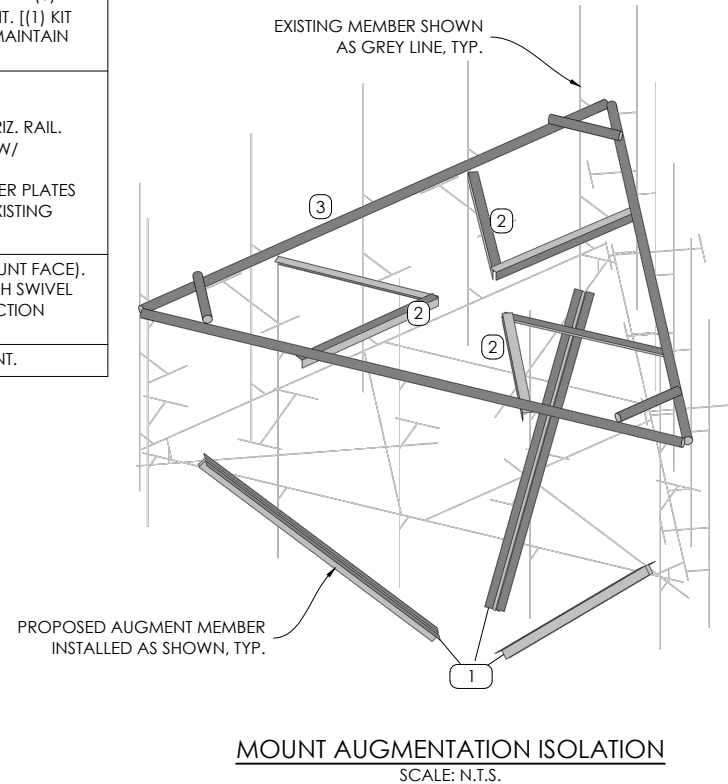 T. [(1) KIT
MAINTAIN
RIZ. RAIL.
W/
ER PLATES
XISTING
UNT FACE).
H SWIVEL
CTION
NT.
EXISTING MEMBER SHOWN
AS GREY LINE, TYP.
3
2
2
2
PROPOSED AUGMENT MEMBER
INSTALLED AS SHOWN, TYP.
1
MOUNT AUGMENTATION ISOLATION
SCALE: N.T.S.